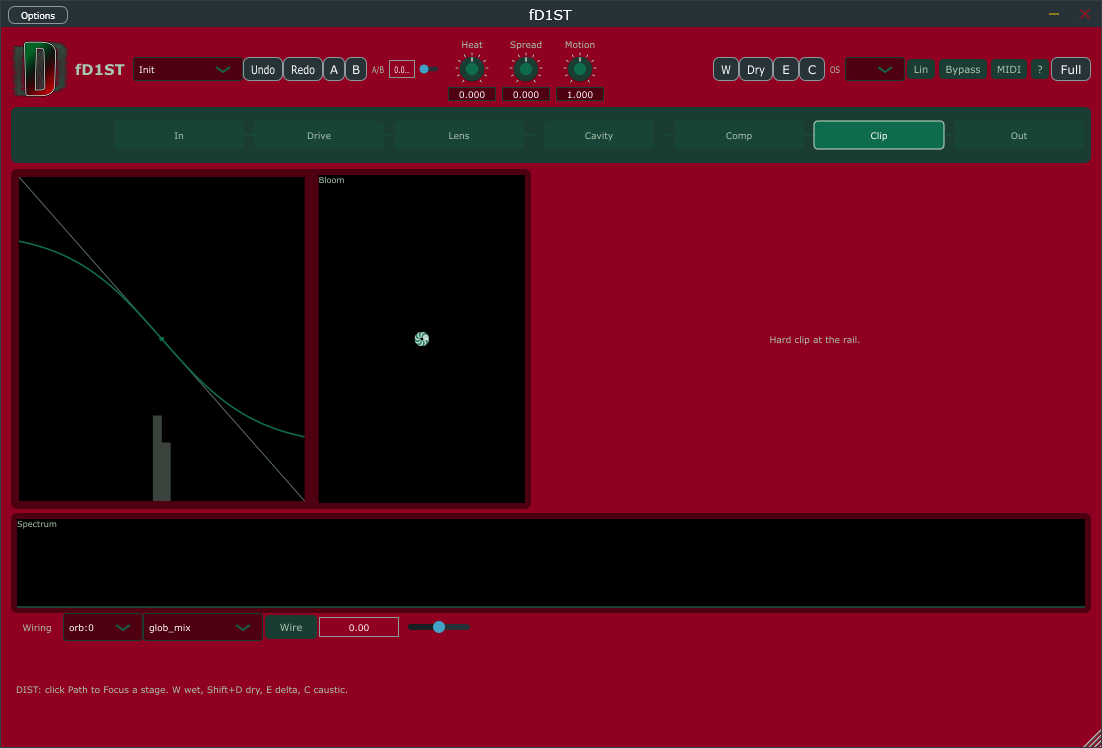 Options
fD1ST
D
fD1ST
Init
Undo
Redo
A
B
A/B
0.0...
Heat
0.000
Spread
0.000
Motion
1.000
W
Dry
E
C
OS
Lin
Bypass
MIDI
?
Full
In
Drive
Lens
Cavity
Comp
Clip
Out
Bloom
Hard clip at the rail.
Spectrum
Wiring
orb:0
glob_mix
Wire
0.00
DIST: click Path to Focus a stage. W wet, Shift+D dry, E delta, C caustic.